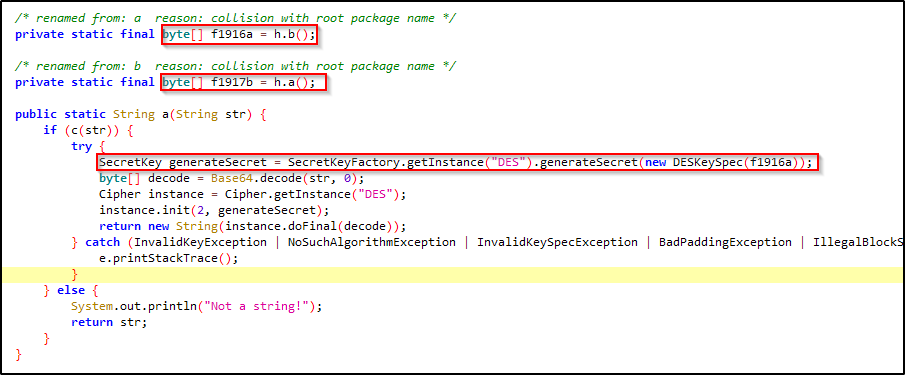 /* renamed from: a  reason: collision with root package name */
private static final byte[] f1916a = h.b();
/* renamed from: b  reason: collision with root package name */
private static final byte[] f1917b = h.a();
public static String a(String str) {
if (c(str)) {
try {
SecretKey generateSecret = SecretKeyFactory.getInstance("DES").generateSecret(new DESKeySpec(f1916a));
byte[] decode = Base64.decode(str, 0);
Cipher instance = Cipher.getInstance("DES");
instance.init(2, generateSecret);
return new String(instance.doFinal(decode));
} catch (InvalidKeyException | NoSuchAlgorithmException | InvalidKeySpecException | BadPaddingException | IllegalBlockS
e.printStackTrace();
}
} else {
System.out.println("Not a string!");
return str;
}
}